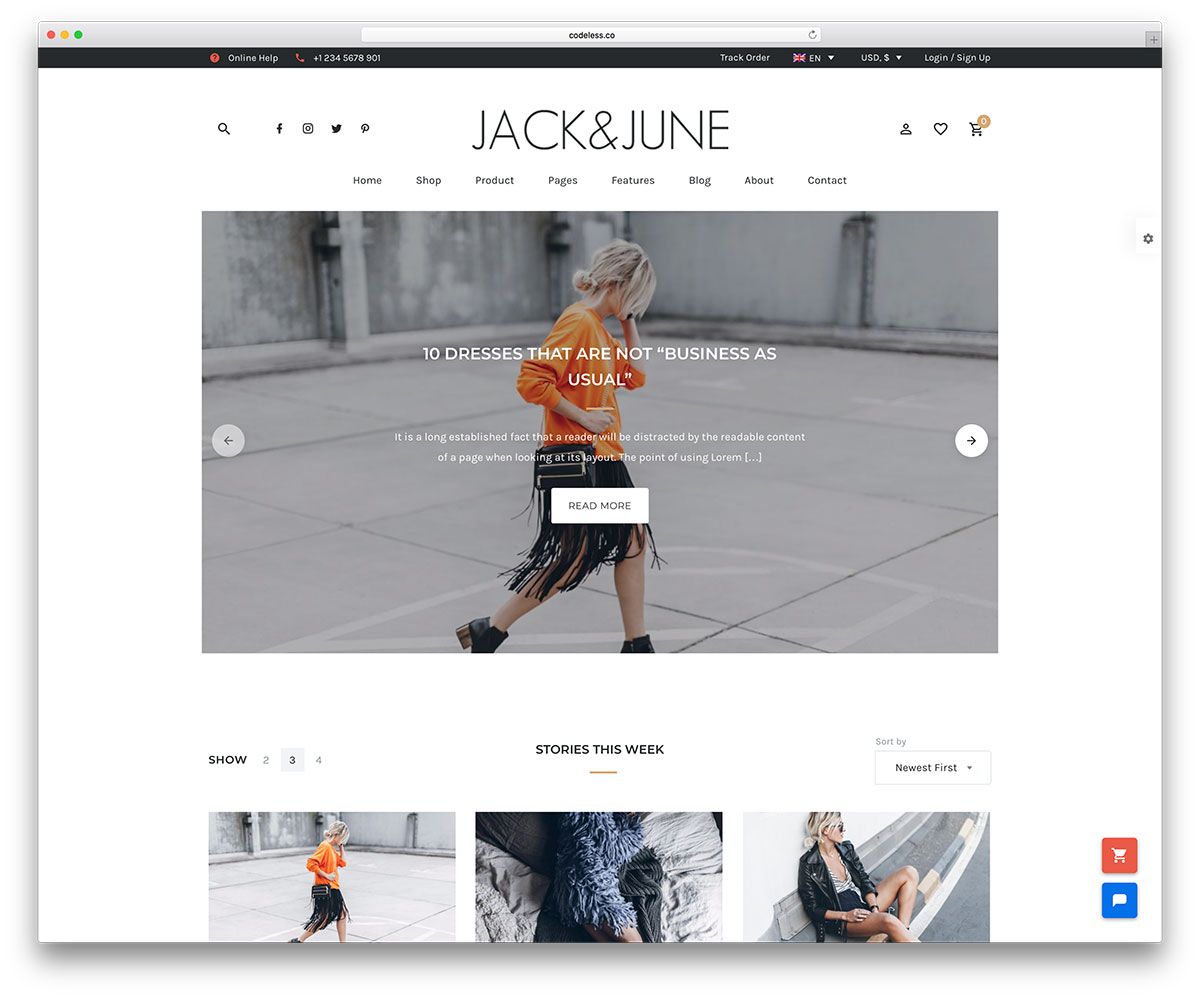 codeless.co
Online Help
+1 234 5678 901
Track Order
EN
USD, $
Login / Sign Up
JACK&JUNE
0
Home
Shop
Product
Pages
Features
Blog
About
Contact
10 DRESSES THAT ARE NOT “BUSINESS AS
USUAL”
It is a long established fact that a reader will be distracted by the readable content
of a page when looking at its layout. The point of using Lorem [...]
READ MORE
SHOW
2
3
4
STORIES THIS WEEK
Sort by
Newest First